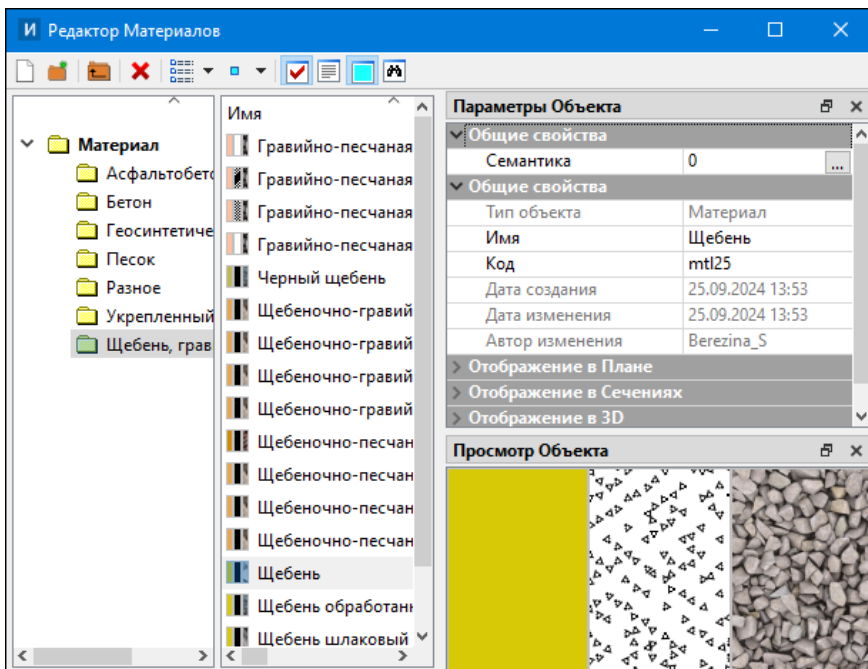 И Редактор Материалов
Материал
Асфальтобето
Бетон
Геосинтетиче
Песок
Разное
Укрепленный
Щебень, грав
Имя
Гравийно-песчаная
Гравийно-песчаная
Гравийно-песчаная
Гравийно-песчаная
Черный щебень
Щебеночно-гравий
Щебеночно-гравий
Щебеночно-гравий
Щебеночно-гравий
Щебеночно-песчан
Щебеночно-песчан
Щебеночно-песчан
Щебеночно-песчан
Щебень
Щебень обработанн
Щебень шлаковый
Параметры Объекта
Общие свойства
Семантика 0 ...
Общие свойства
Тип объекта Материал
Имя Щебень
Код mtl25
Дата создания 25.09.2024 13:53
Дата изменения 25.09.2024 13:53
Автор изменения Berezina_S
Отображение в Плане
Отображение в Сечениях
Отображение в 3D
Просмотр Объекта